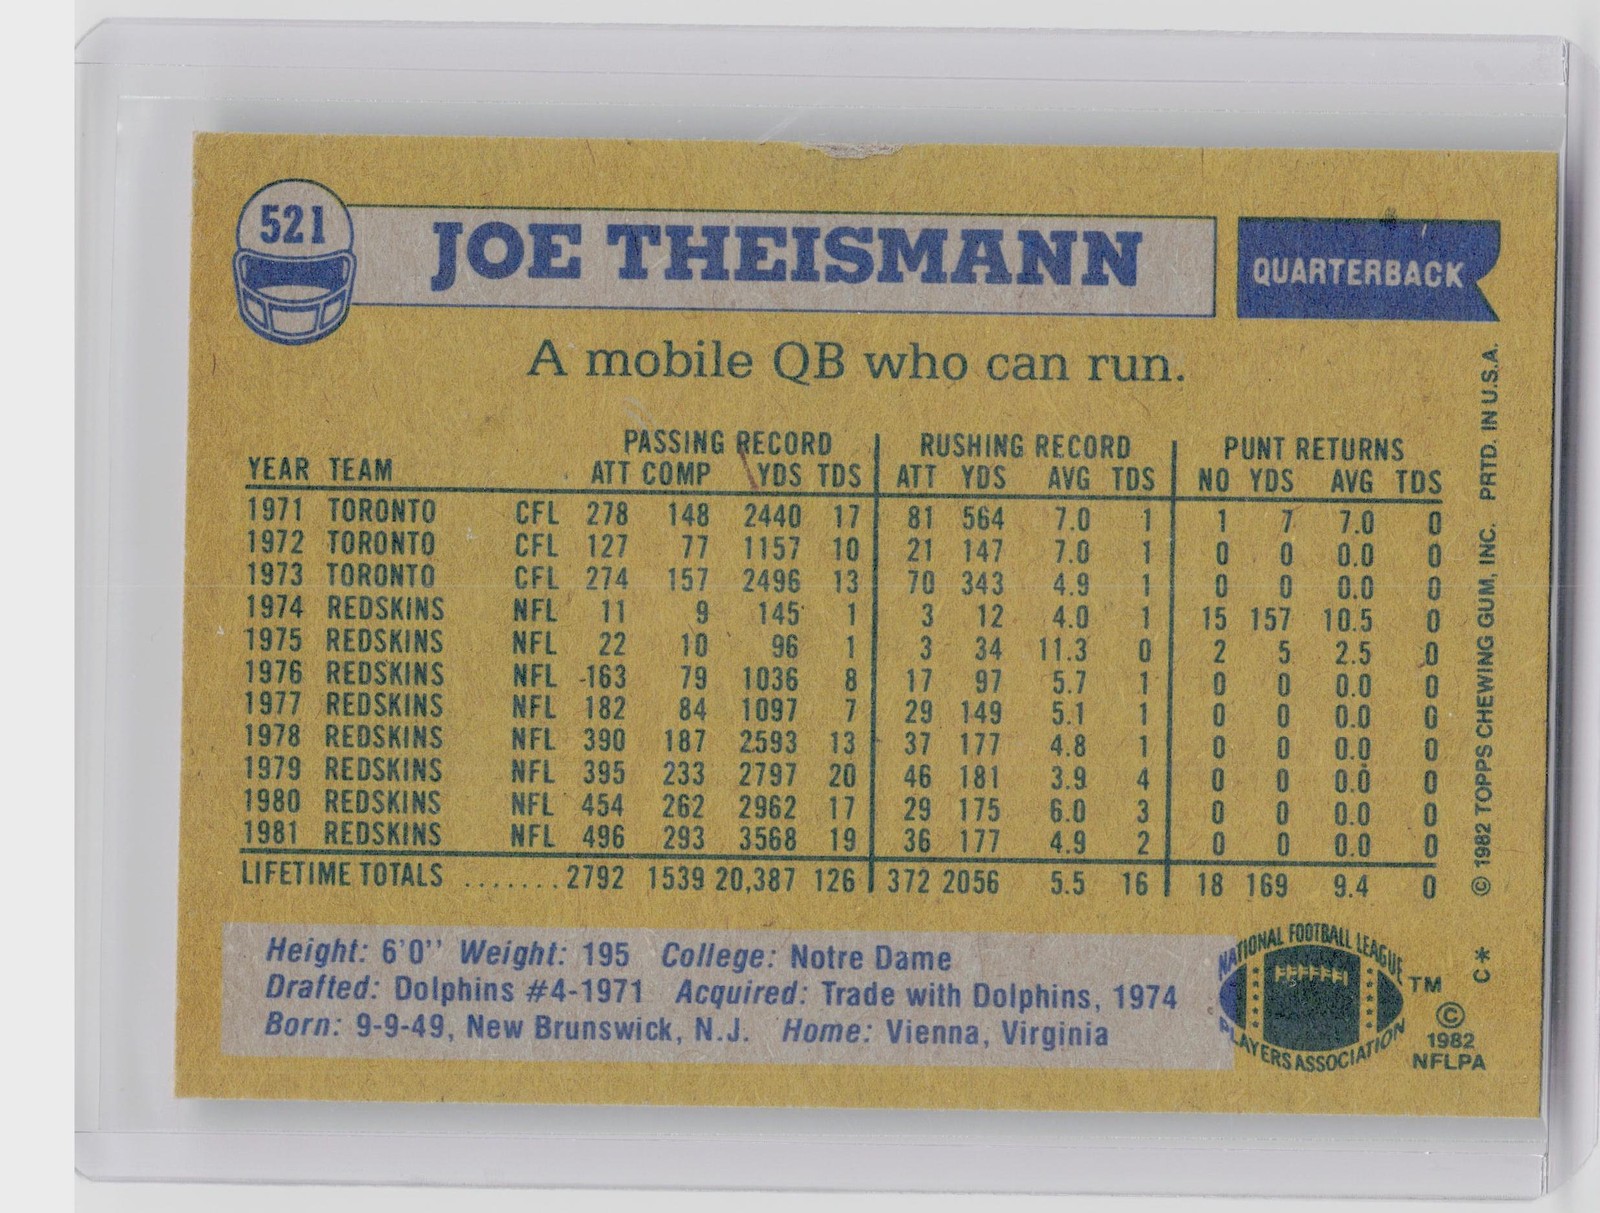 521
JOE THEISMANN
QUARTERBACK
A mobile QB who can run.
PASSING RECORD RUSHING RECORD PUNT RETURNS
YEAR TEAM ATT COMP YDS TDS ATT YDS AVG TDS NO YDS AVG TDS
1971 TORONTO CFL 278 148 2440 17 81 564 7.0 1 1 7 7.0 0
1972 TORONTO CFL 127 77 1157 10 21 147 7.0 1 0 0 0.0 0
1973 TORONTO CFL 274 157 2496 13 70 343 4.9 1 0 0 0.0 0
1974 REDSKINS NFL 11 9 145 1 3 12 4.0 1 15 157 10.5 0
1975 REDSKINS NFL 22 10 96 1 3 34 11.3 0 2 5 2.5 0
1976 REDSKINS NFL 163 79 1036 8 17 97 5.7 1 0 0 0.0 0
1977 REDSKINS NFL 182 84 1097 7 29 149 5.1 1 0 0 0.0 0
1978 REDSKINS NFL 390 187 2593 13 37 177 4.8 1 0 0 0.0 0
1979 REDSKINS NFL 395 233 2797 20 46 181 3.9 4 0 0 0.0 0
1980 REDSKINS NFL 454 262 2962 17 29 175 6.0 3 0 0 0.0 0
1981 REDSKINS NFL 496 293 3568 19 36 177 4.9 2 0 0 0.0 0
LIFETIME TOTALS ....... 2792 1539 20,387 126 372 2056 5.5 16 18 169 9.4 0
Height: 6'0'' Weight: 195 College: Notre Dame
Drafted: Dolphins #4-1971 Acquired: Trade with Dolphins, 1974
Born: 9-9-49, New Brunswick, N.J. Home: Vienna, Virginia
NATIONAL FOOTBALL LEAGUE
PLAYERS ASSOCIATION
TM
©
1982
NFLPA
© 1982 TOPPS CHEWING GUM, INC. PRTD. IN U.S.A.
C*